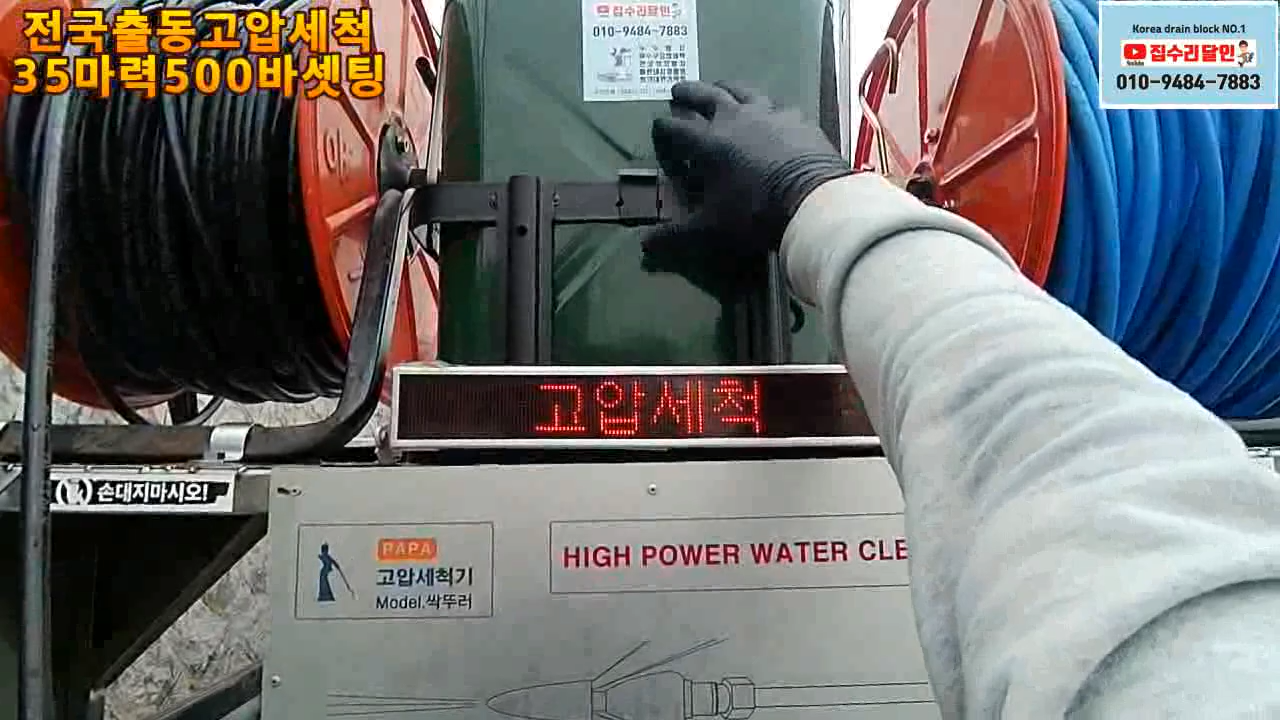 전국출동고압세척
35마력500바셋팅
집수리달인
010-9484-7883
Korea drain block NO.1
YouTube
집수리달인
010-9484-7883
고압세척
손대지마시오!
PAPA
고압세척기
Model.싹뚜러
HIGH POWER WATER CLE